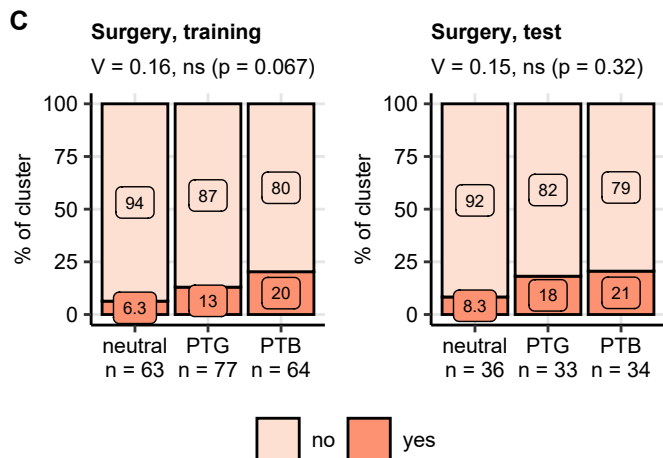 C
Surgery, training
V = 0.16, ns (p = 0.067)
% of cluster
100
75
50
25
0
94
87
80
6.3
13
20
neutral PTG PTB
n = 63 n = 77 n = 64
Surgery, test
V = 0.15, ns (p = 0.32)
% of cluster
100
75
50
25
0
92
82
79
8.3
18
21
neutral PTG PTB
n = 36 n = 33 n = 34
no yes